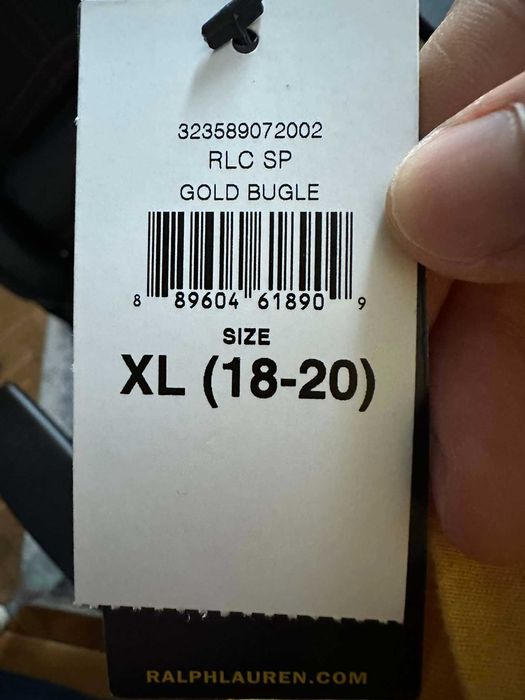 323589072002
RLC SP
GOLD BUGLE
8 89604 61890 9
SIZE
XL (18-20)
RALPHLAUREN.COM